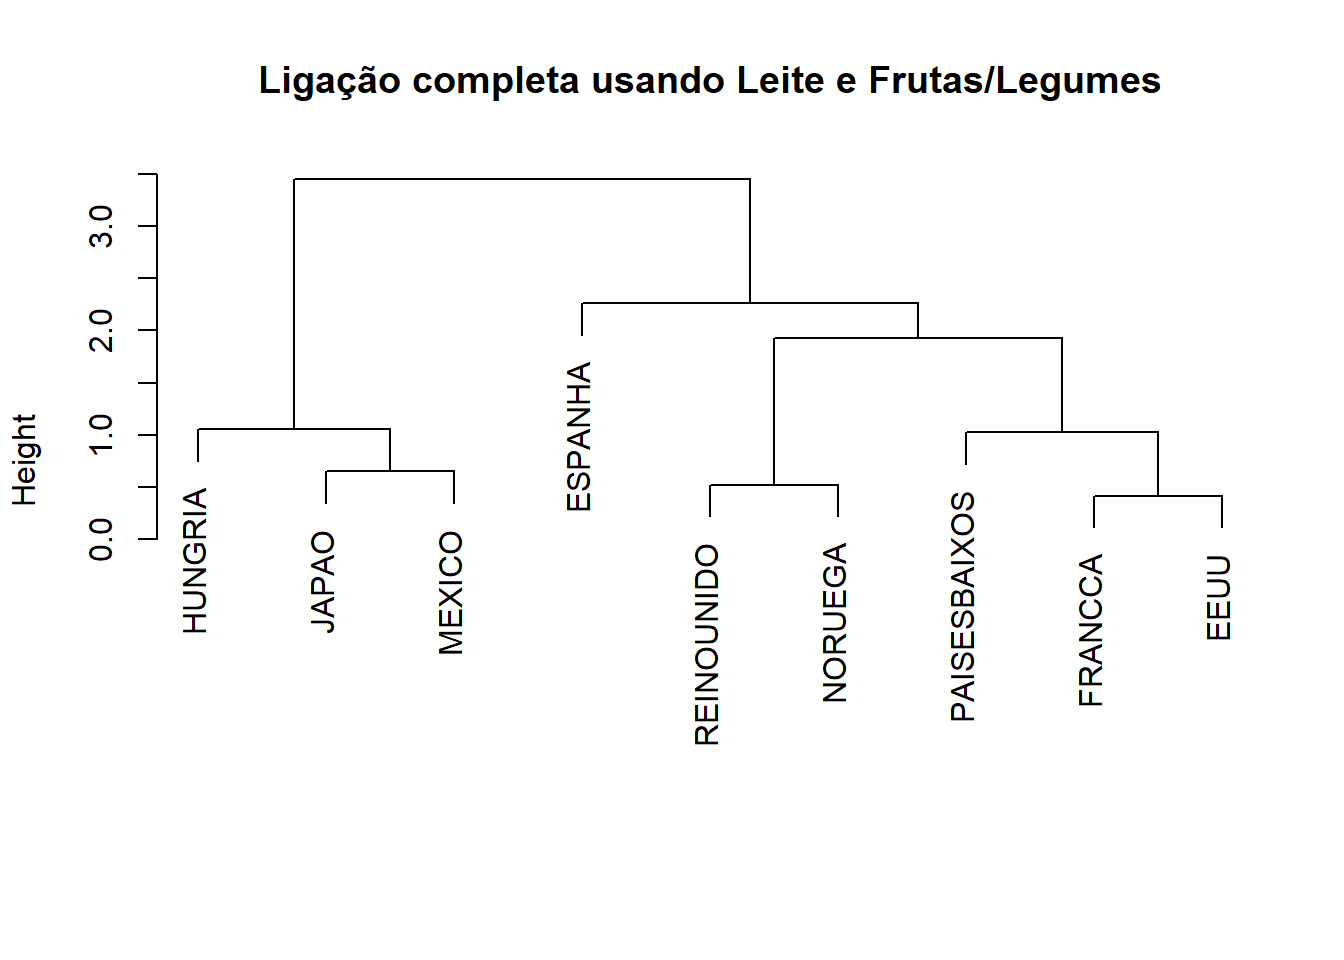 Ligação completa usando Leite e Frutas/Legumes
Height
3.0
2.0
1.0
0.0
HUNGRIA
JAPAO
MEXICO
ESPANHA
REINOUNIDO
NORUEGA
PAISESBAIXOS
FRANCCA
EEUU